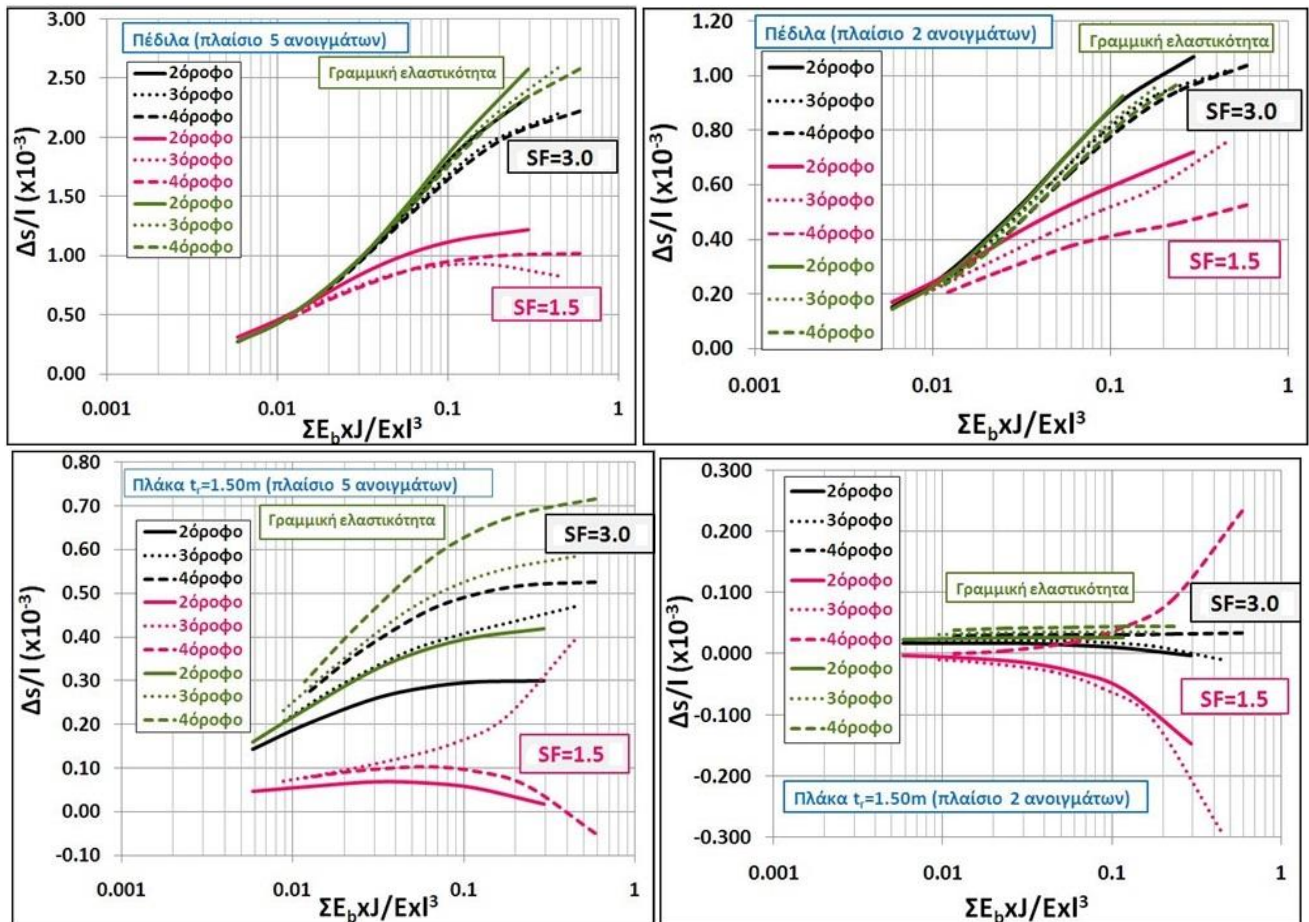 Πέδιλα (πλαίσιο 5 ανοιγμάτων)
Γραμμική ελαστικότητα
2όροφο
3όροφο
4όροφο
2όροφο
3όροφο
4όροφο
2όροφο
3όροφο
4όροφο
SF=3.0
SF=1.5
Δs/l (x10⁻³)
3.00
2.50
2.00
1.50
1.00
0.50
0.00
0.001
0.01
0.1
1
ΣE_bxJ/Exl³
Πέδιλα (πλαίσιο 2 ανοιγμάτων)
Γραμμική ελαστικότητα
2όροφο
3όροφο
4όροφο
2όροφο
3όροφο
4όροφο
2όροφο
3όροφο
4όροφο
SF=3.0
SF=1.5
Δs/l (x10⁻³)
1.20
1.00
0.80
0.60
0.40
0.20
0.00
0.001
0.01
0.1
1
ΣE_bxJ/Exl³
Πλάκα t_r=1.50m (πλαίσιο 5 ανοιγμάτων)
Γραμμική ελαστικότητα
2όροφο
3όροφο
4όροφο
2όροφο
3όροφο
4όροφο
2όροφο
3όροφο
4όροφο
SF=3.0
SF=1.5
Δs/l (x10⁻³)
0.80
0.70
0.60
0.50
0.40
0.30
0.20
0.10
0.00
-0.10
0.001
0.01
0.1
1
ΣE_bxJ/Exl³
2όροφο
3όροφο
4όροφο
2όροφο
3όροφο
4όροφο
2όροφο
3όροφο
4όροφο
Γραμμική ελαστικότητα
SF=3.0
SF=1.5
Πλάκα t_r=1.50m (πλαίσιο 2 ανοιγμάτων)
Δs/l (x10⁻³)
0.300
0.200
0.100
0.000
-0.100
-0.200
-0.300
0.001
0.01
0.1
1
ΣE_bxJ/Exl³